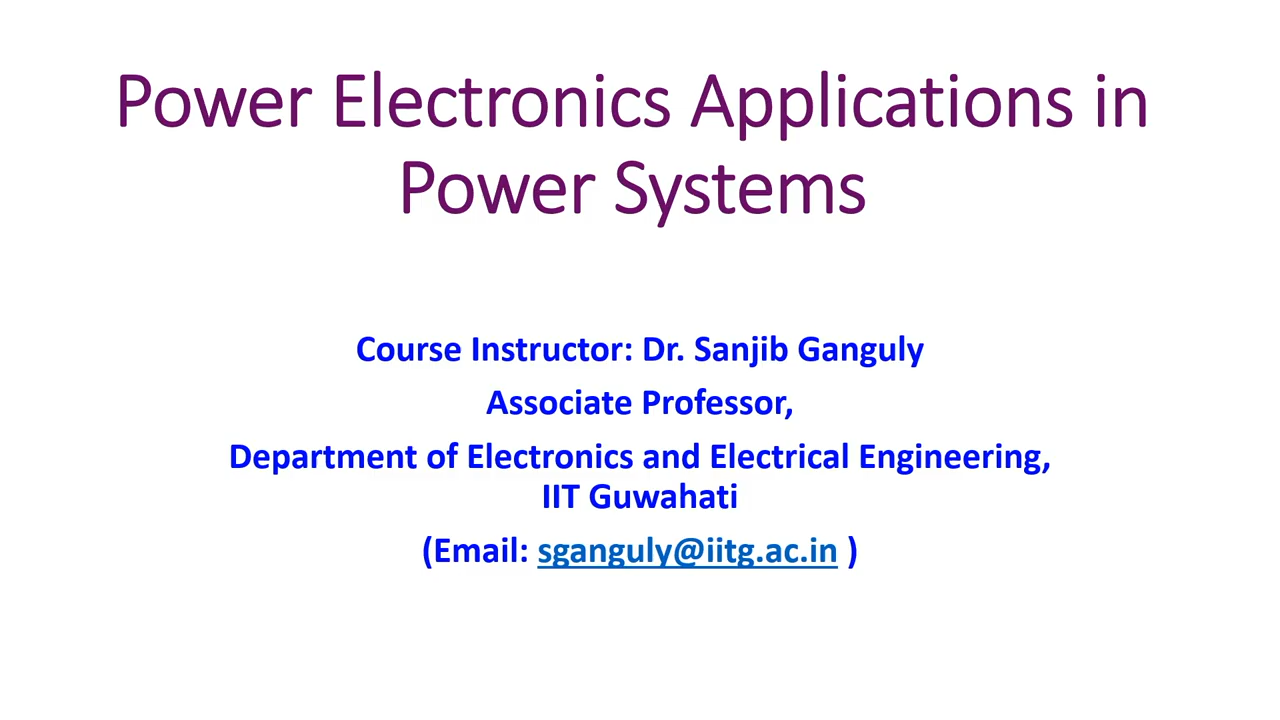 Power Electronics Applications in
Power Systems
Course Instructor: Dr. Sanjib Ganguly
Associate Professor,
Department of Electronics and Electrical Engineering,
IIT Guwahati
(Email: sganguly@iitg.ac.in )